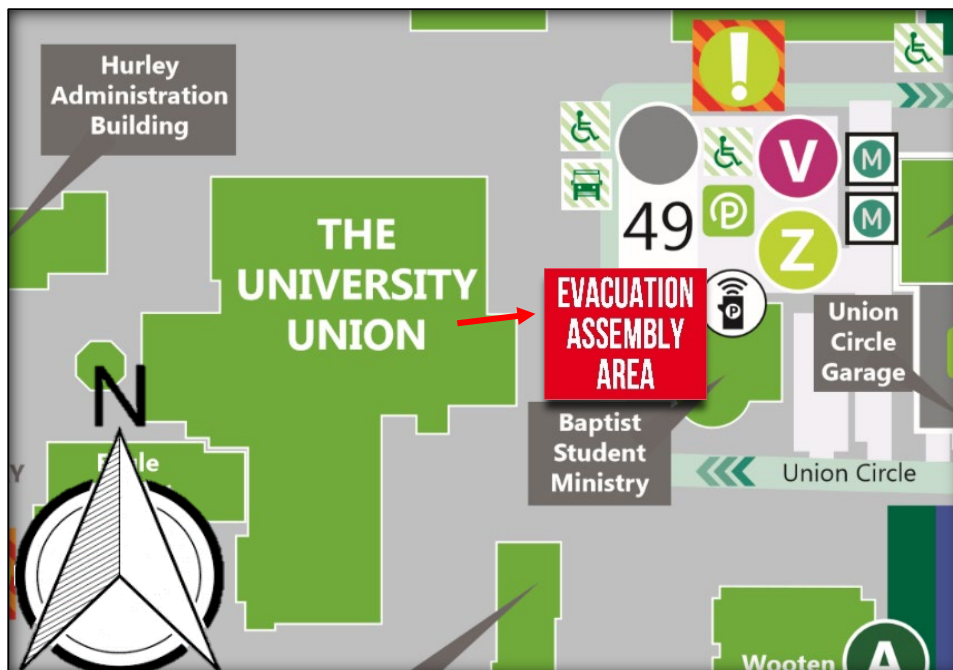 Hurley
Administration
Building
THE
UNIVERSITY
UNION
49
V
Z
P
M
M
P
EVACUATION
ASSEMBLY
AREA
Union
Circle
Garage
Baptist
Student
Ministry
Union Circle
N
Y
Wooten
A